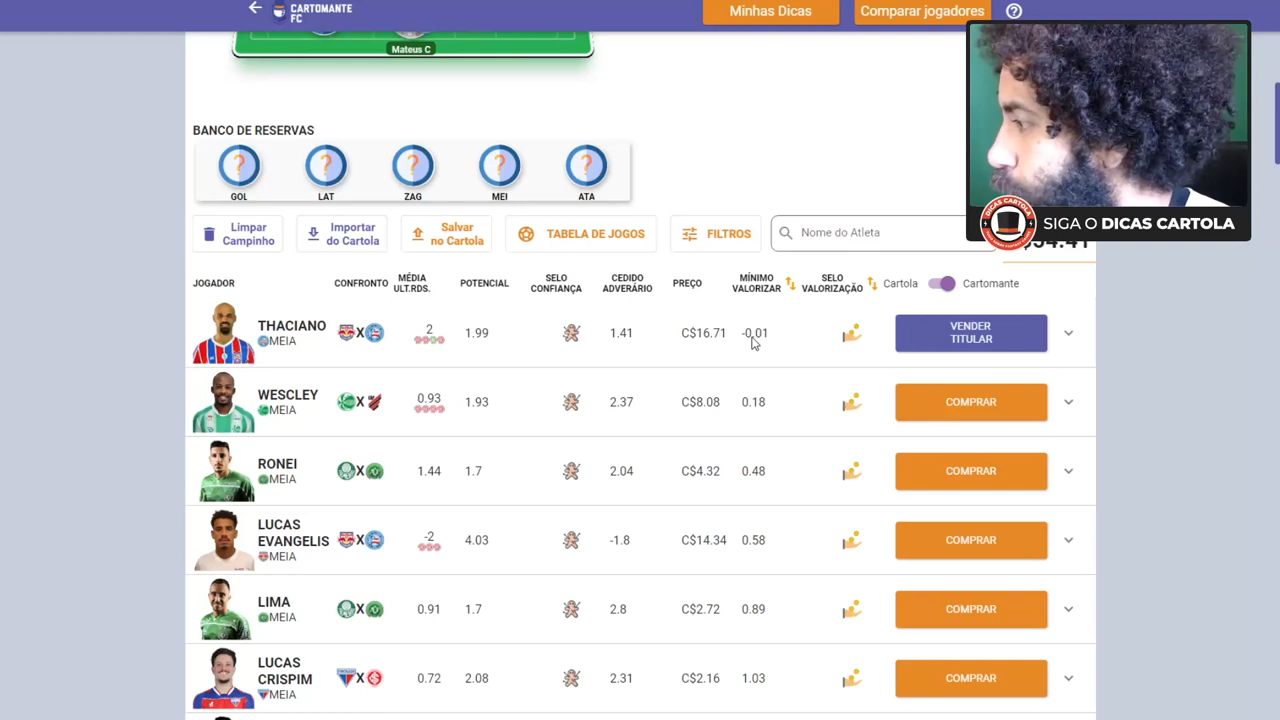 CARTOMANTE
FC
Minhas Dicas
Comparar jogadores
Mateus C
BANCO DE RESERVAS
GOL
LAT
ZAG
MEI
ATA
SIGA O DICAS CARTOLA
DICAS CARTOLA
Limpar
Campinho
Importar
do Cartola
Salvar
no Cartola
TABELA DE JOGOS
FILTROS
Nome do Atleta
JOGADOR
CONFRONTO
MÉDIA
ULT.RDS.
POTENCIAL
SELO
CONFIANÇA
CEDIDO
ADVERÁRIO
PREÇO
MÍNIMO
VALORIZAR
SELO
VALORIZAÇÃO
Cartola
Cartomante
THACIANO
MEIA
X
2
1.99
1.41
C$16.71
-0.01
VENDER
TITULAR
WESCLEY
MEIA
X
0.93
1.93
2.37
C$8.08
0.18
COMPRAR
RONEI
MEIA
X
1.44
1.7
2.04
C$4.32
0.48
COMPRAR
LUCAS
EVANGELIS
MEIA
X
-2
4.03
-1.8
C$14.34
0.58
COMPRAR
LIMA
MEIA
X
0.91
1.7
2.8
C$2.72
0.89
COMPRAR
LUCAS
CRISPIM
MEIA
X
0.72
2.08
2.31
C$2.16
1.03
COMPRAR